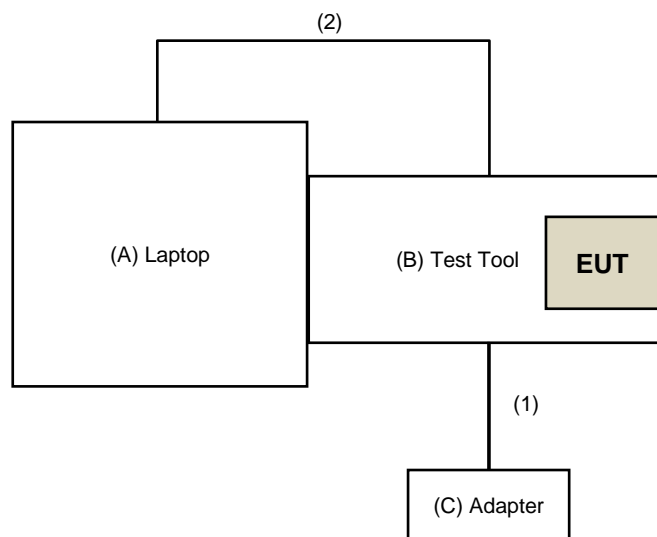 (2)
(A) Laptop
(B) Test Tool
EUT
(1)
(C) Adapter